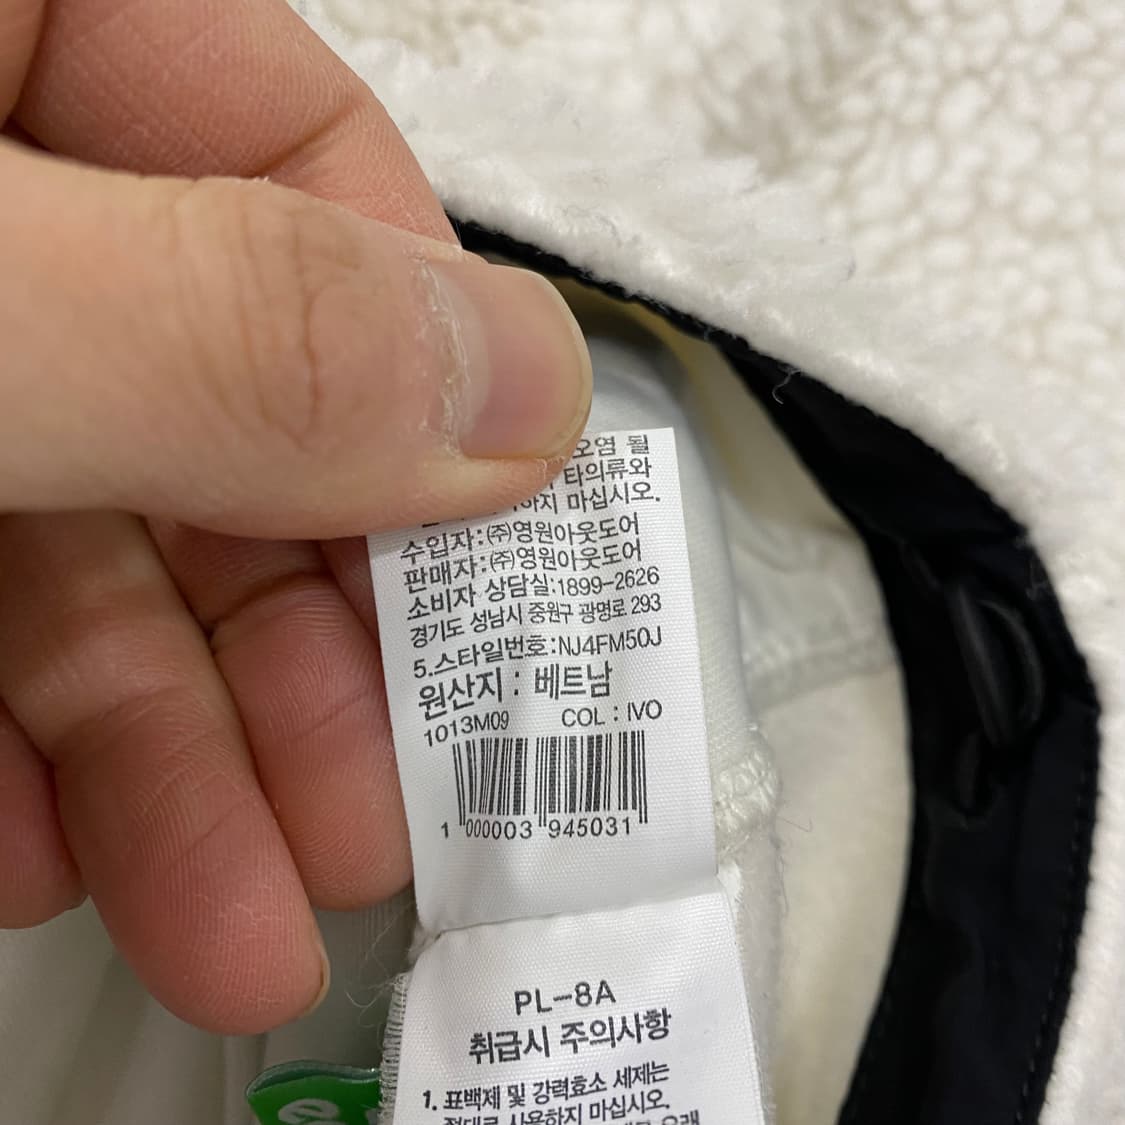 오염 될
타의류와
하지 마십시오.
수입자:㈜영원아웃도어
판매자:㈜영원아웃도어
소비자 상담실:1899-2626
경기도 성남시 중원구 광명로 293
5.스타일번호:NJ4FM50J
원산지 : 베트남
1013M09 COL : IVO
1 000003 945031
PL-8A
취급시 주의사항
1. 표백제 및 강력효소 세제는
절대로 사용하지 마십시오.
오래
e